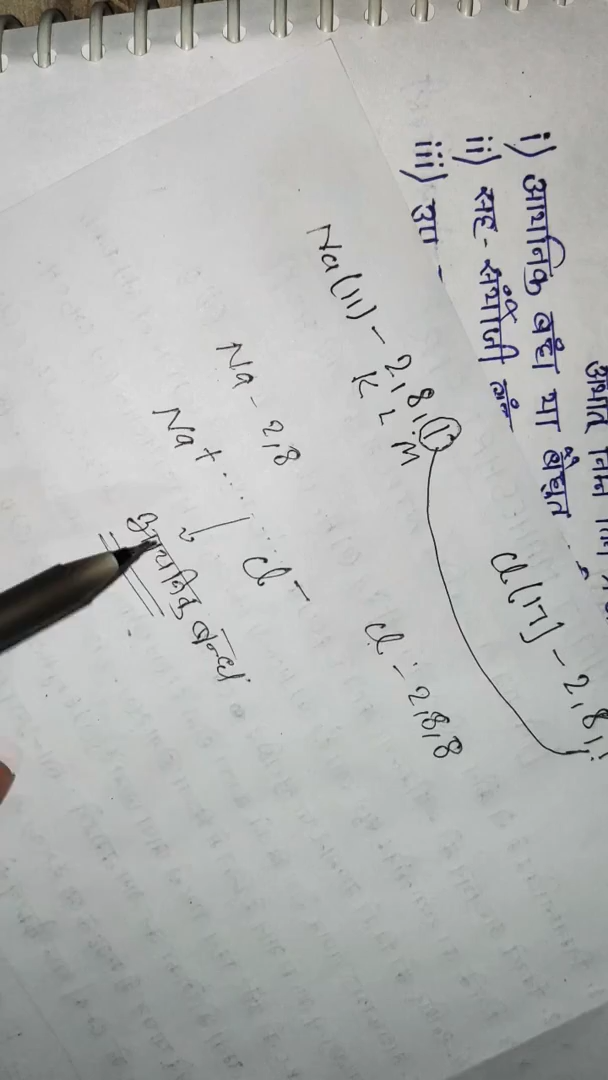 i) आयनिक बंध या वैद्युत
ii) सह-संयोजी बंध
iii) उप -
Na(11) - 2,8,1
K L M
Cl(17) - 2,8,
Na - 2,8
Cl - 2,8,8
Na+ ...... Cl-
आयनिक बन्ध